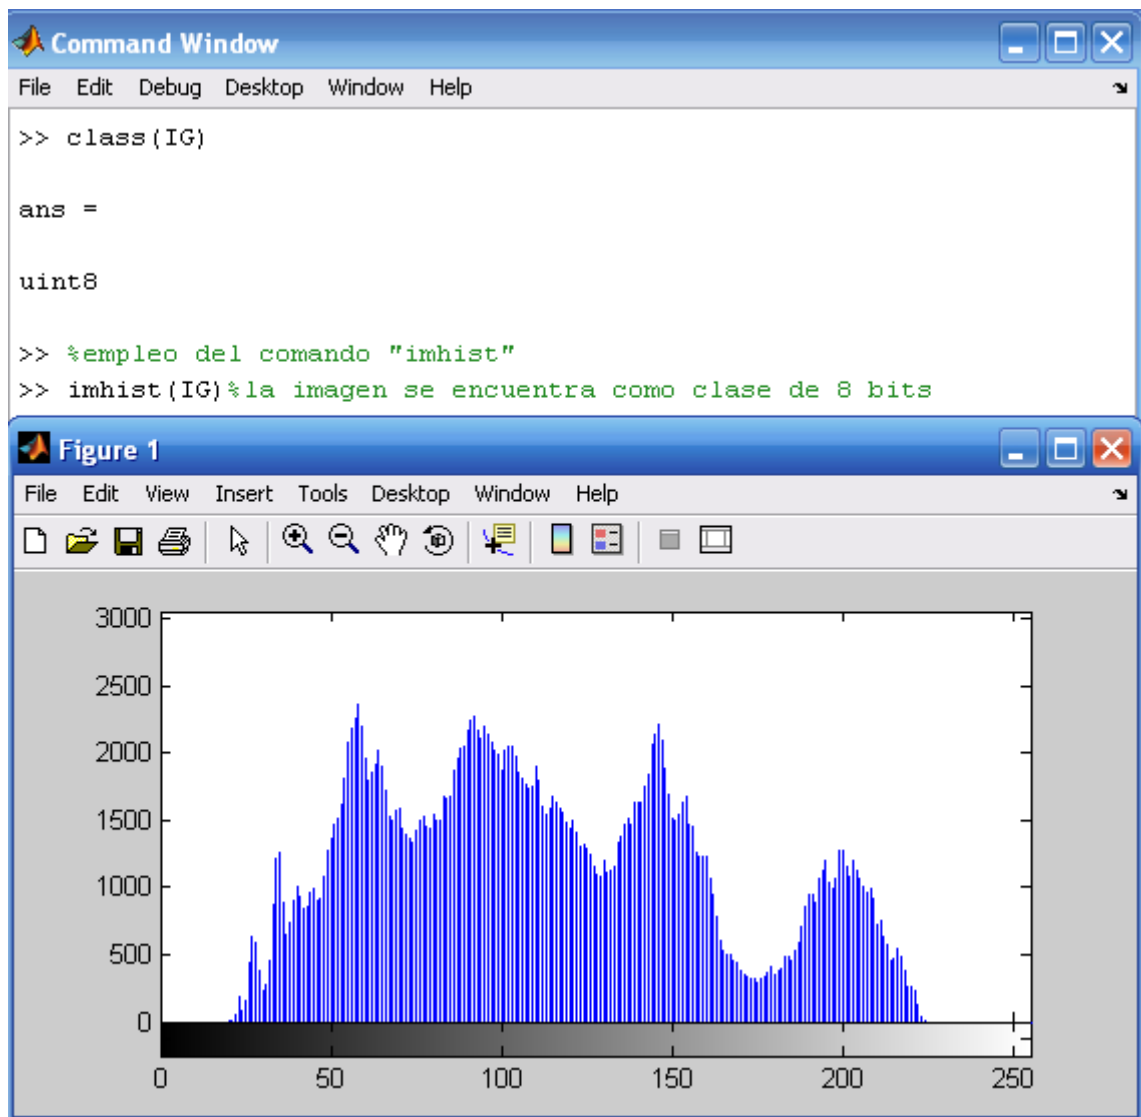 Command Window
File Edit Debug Desktop Window Help
>> class(IG)
ans =
uint8
>> %empleo del comando "imhist"
>> imhist(IG)%la imagen se encuentra como clase de 8 bits
Figure 1
File Edit View Insert Tools Desktop Window Help
3000
2500
2000
1500
1000
500
0
0 50 100 150 200 250